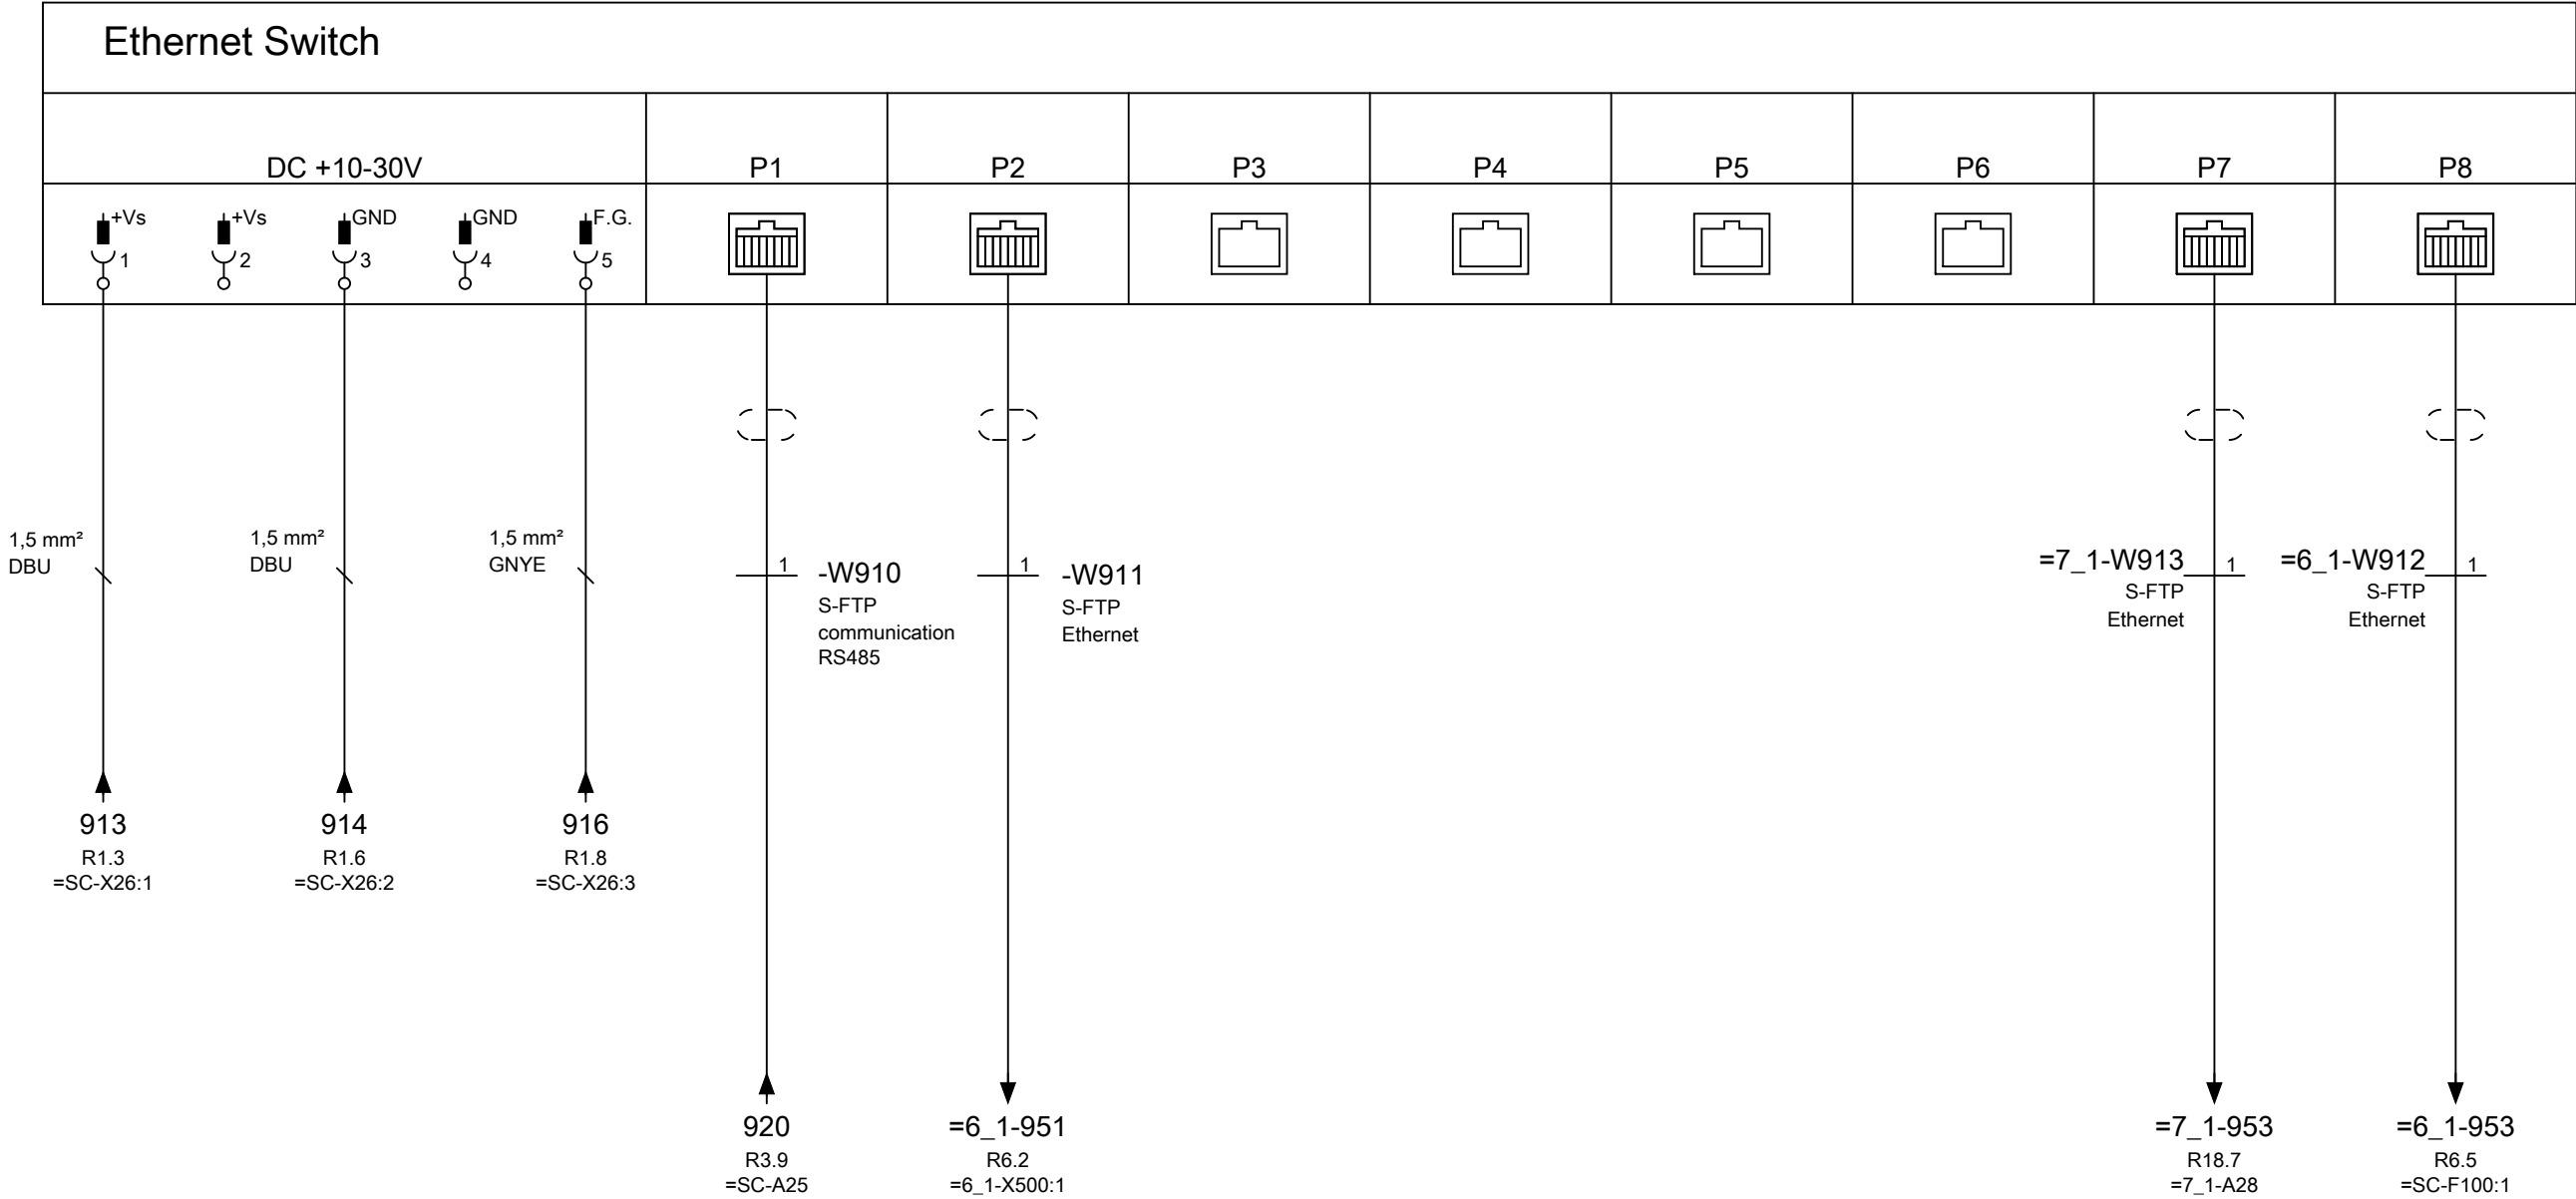 Ethernet Switch
DC +10-30V P1 P2 P3 P4 P5 P6 P7 P8
+Vs +Vs GND GND F.G.
1 2 3 4 5
1,5 mm² 1,5 mm² 1,5 mm²
DBU DBU GNYE
1 -W910 1 -W911 =7_1-W913 1 =6_1-W912 1
S-FTP S-FTP S-FTP S-FTP
communication Ethernet Ethernet Ethernet
RS485
913 914 916
R1.3 R1.6 R1.8
=SC-X26:1 =SC-X26:2 =SC-X26:3
920 =6_1-951 =7_1-953 =6_1-953
R3.9 R6.2 R18.7 R6.5
=SC-A25 =6_1-X500:1 =7_1-A28 =SC-F100:1